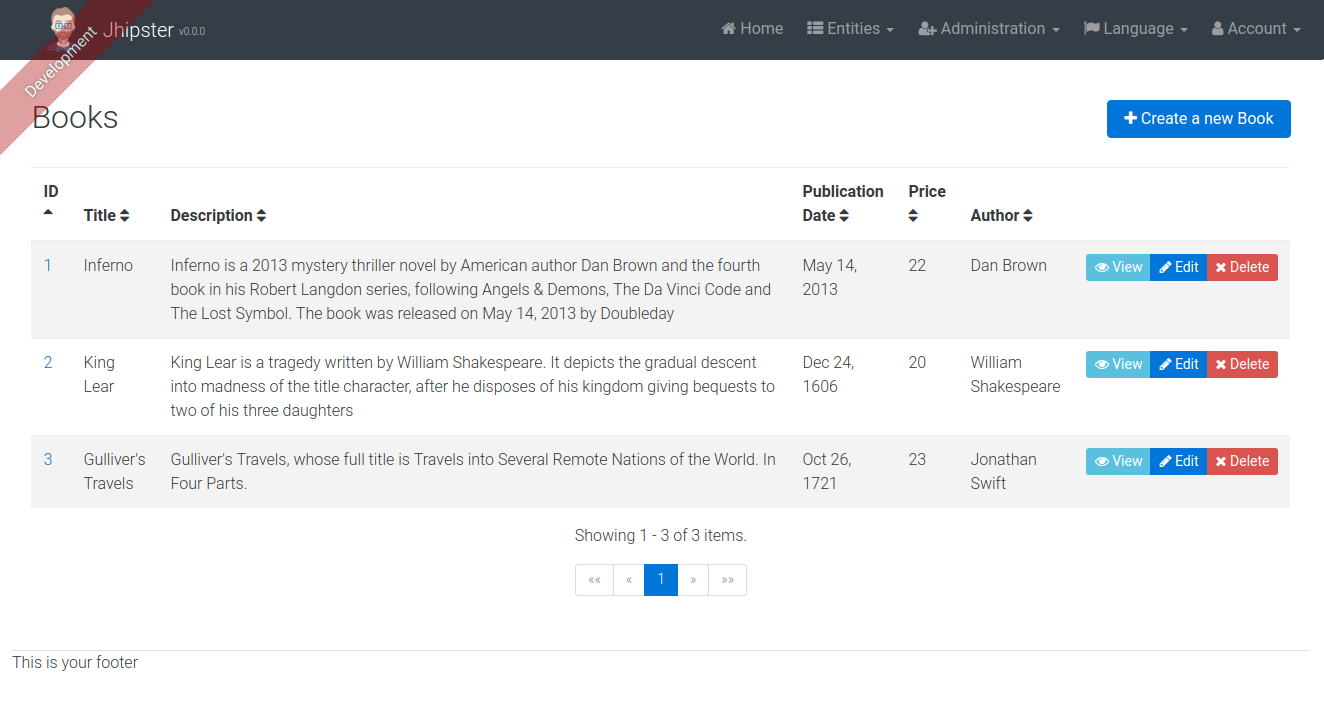 Jhipster v0.0.0
Home Entities Administration Language Account
Development
Books
Create a new Book
ID Title Description Publication Date Price Author
1 Inferno Inferno is a 2013 mystery thriller novel by American author Dan Brown and the fourth May 14, 22 Dan Brown View Edit Delete
book in his Robert Langdon series, following Angels & Demons, The Da Vinci Code and 2013
The Lost Symbol. The book was released on May 14, 2013 by Doubleday
2 King King Lear is a tragedy written by William Shakespeare. It depicts the gradual descent Dec 24, 20 William View Edit Delete
Lear into madness of the title character, after he disposes of his kingdom giving bequests to 1606 Shakespeare
two of his three daughters
3 Gulliver's Gulliver's Travels, whose full title is Travels into Several Remote Nations of the World. In Oct 26, 23 Jonathan View Edit Delete
Travels Four Parts. 1721 Swift
Showing 1 - 3 of 3 items.
«« « 1 » »»
This is your footer